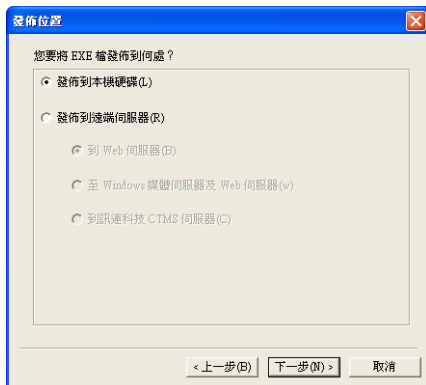 發佈位置
您要將 EXE 檔發佈到何處？
發佈到本機硬碟(L)
發佈到遠端伺服器(R)
到 Web 伺服器(B)
至 Windows 媒體伺服器及 Web 伺服器(w)
到訊連科技 CTMS 伺服器(C)
< 上一步(B) 下一步(N) > 取消